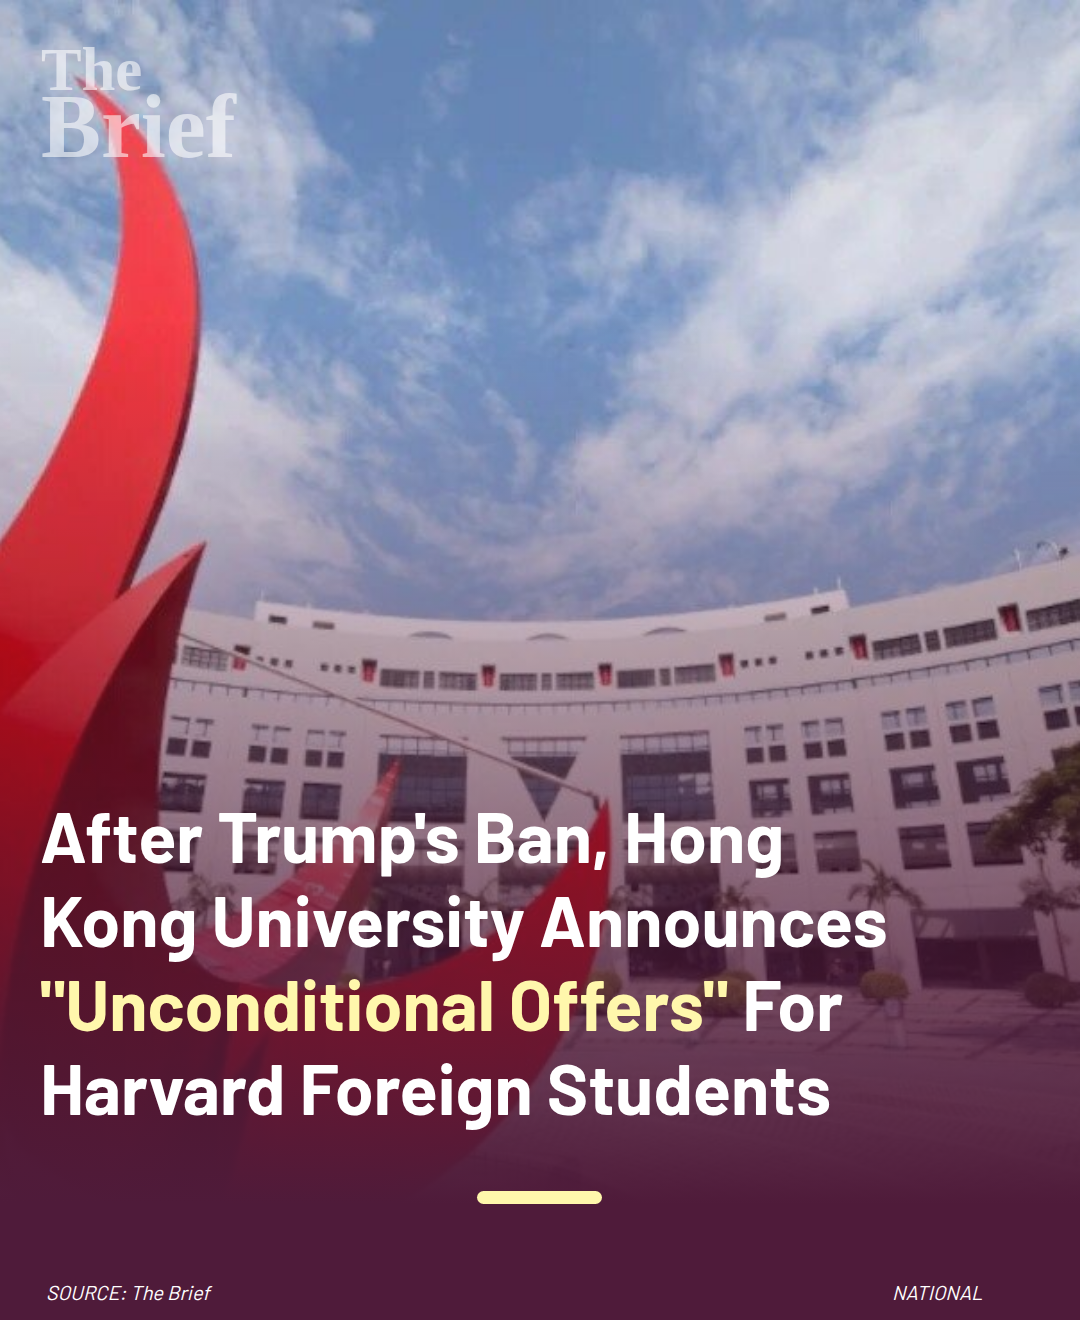 The
Brief
After Trump's Ban, Hong
Kong University Announces
"Unconditional Offers" For
Harvard Foreign Students
SOURCE: The Brief
NATIONAL